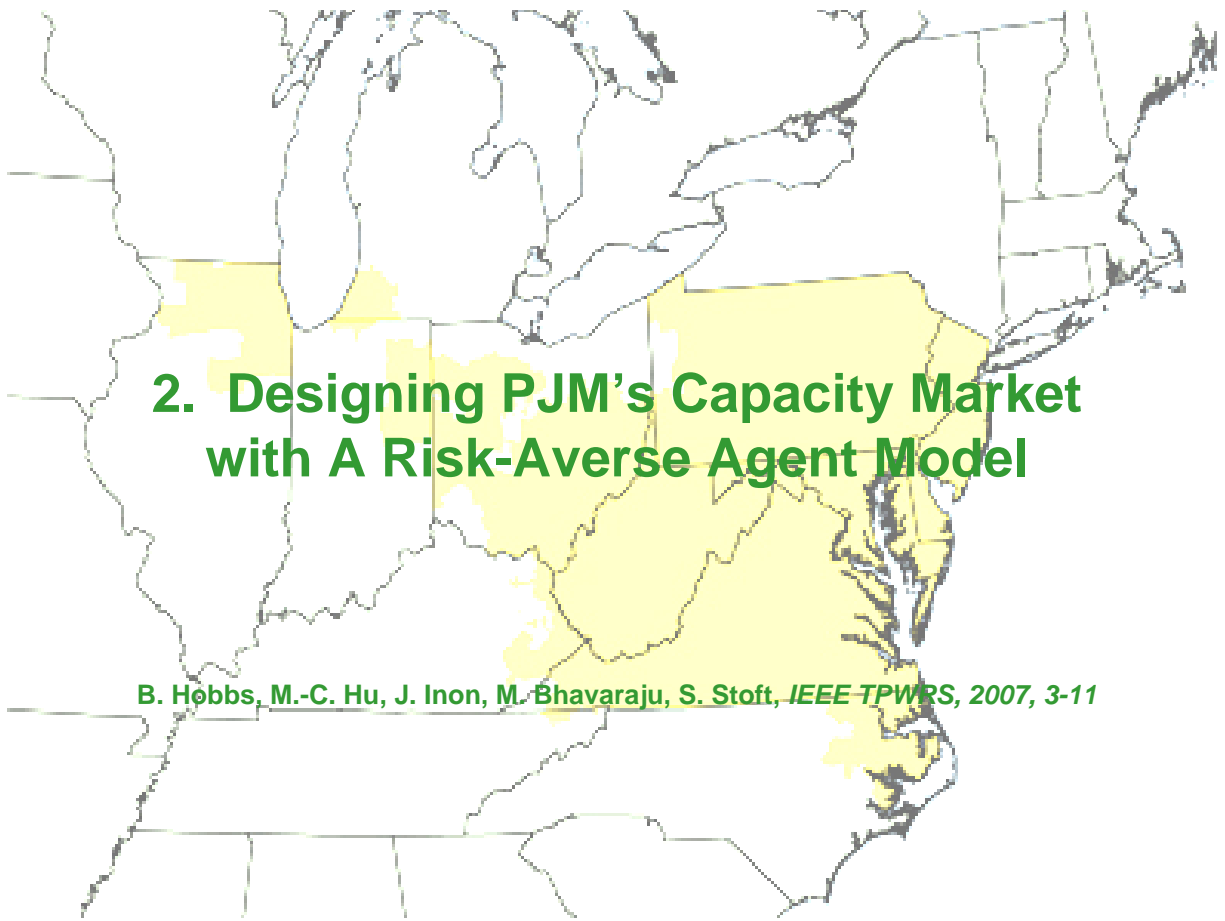 2. Designing PJM's Capacity Market
with A Risk-Averse Agent Model
B. Hobbs, M.-C. Hu, J. Inon, M. Bhavaraju, S. Stoft, IEEE TPWRS, 2007, 3-11